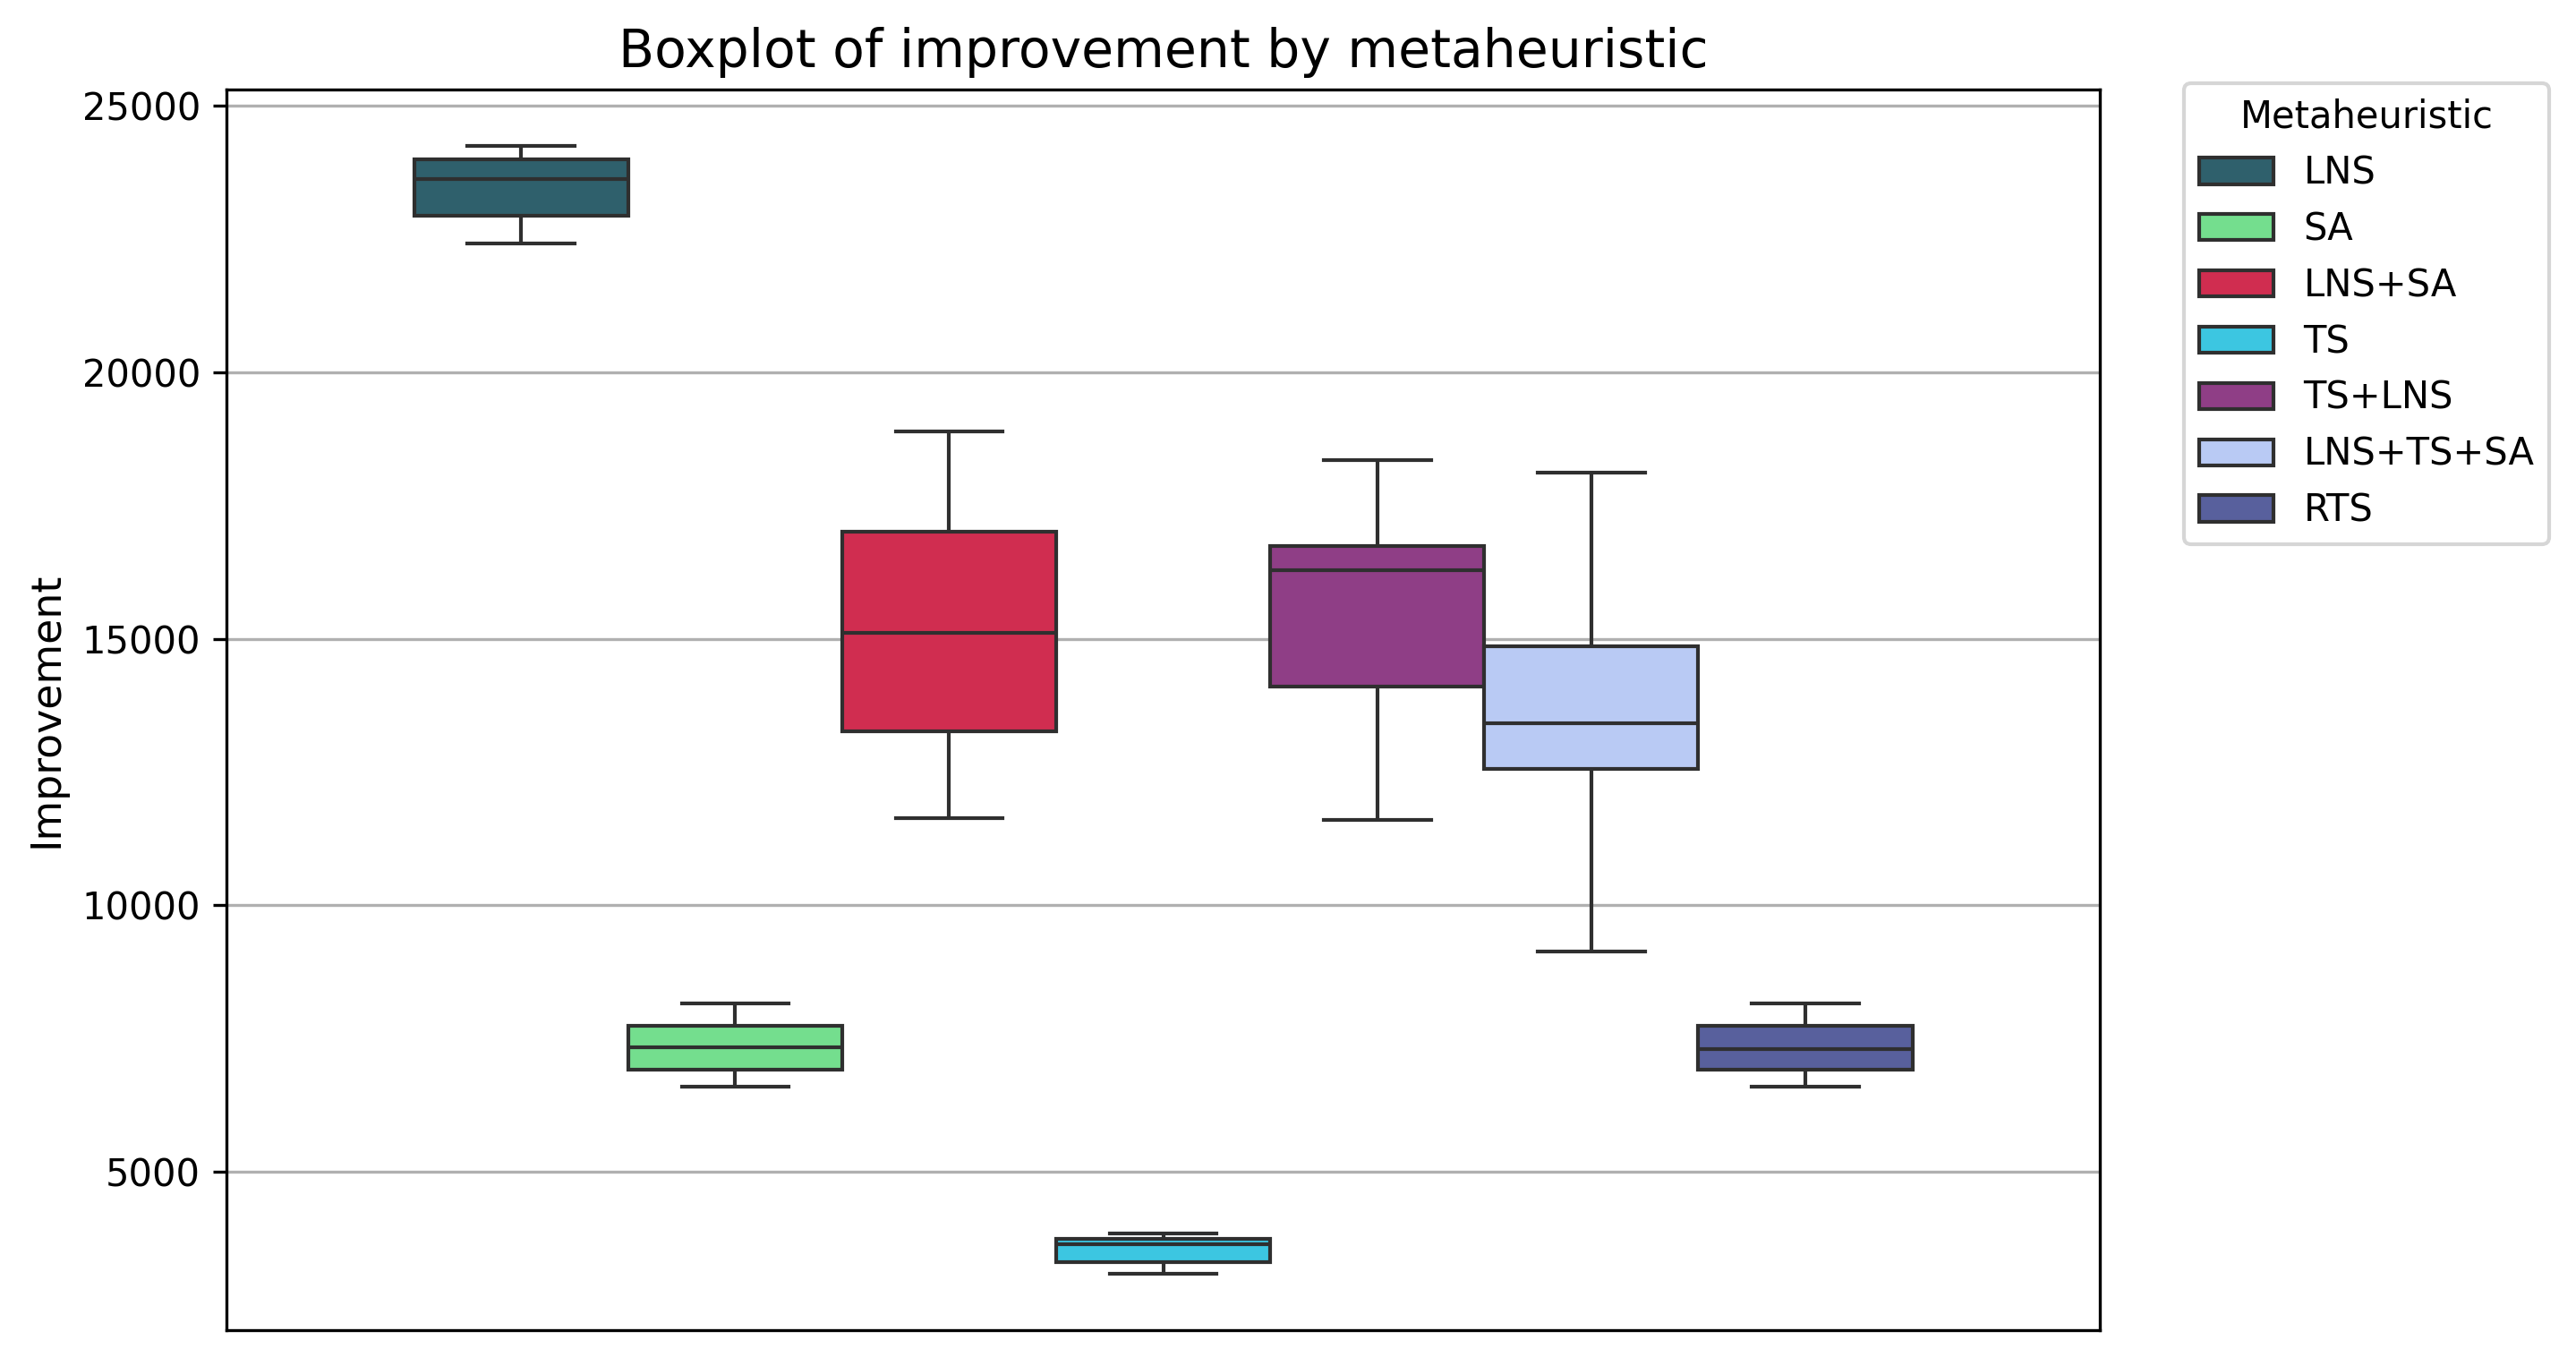 Boxplot of improvement by metaheuristic
Improvement
25000
20000
15000
10000
5000
Metaheuristic
LNS
SA
LNS+SA
TS
TS+LNS
LNS+TS+SA
RTS